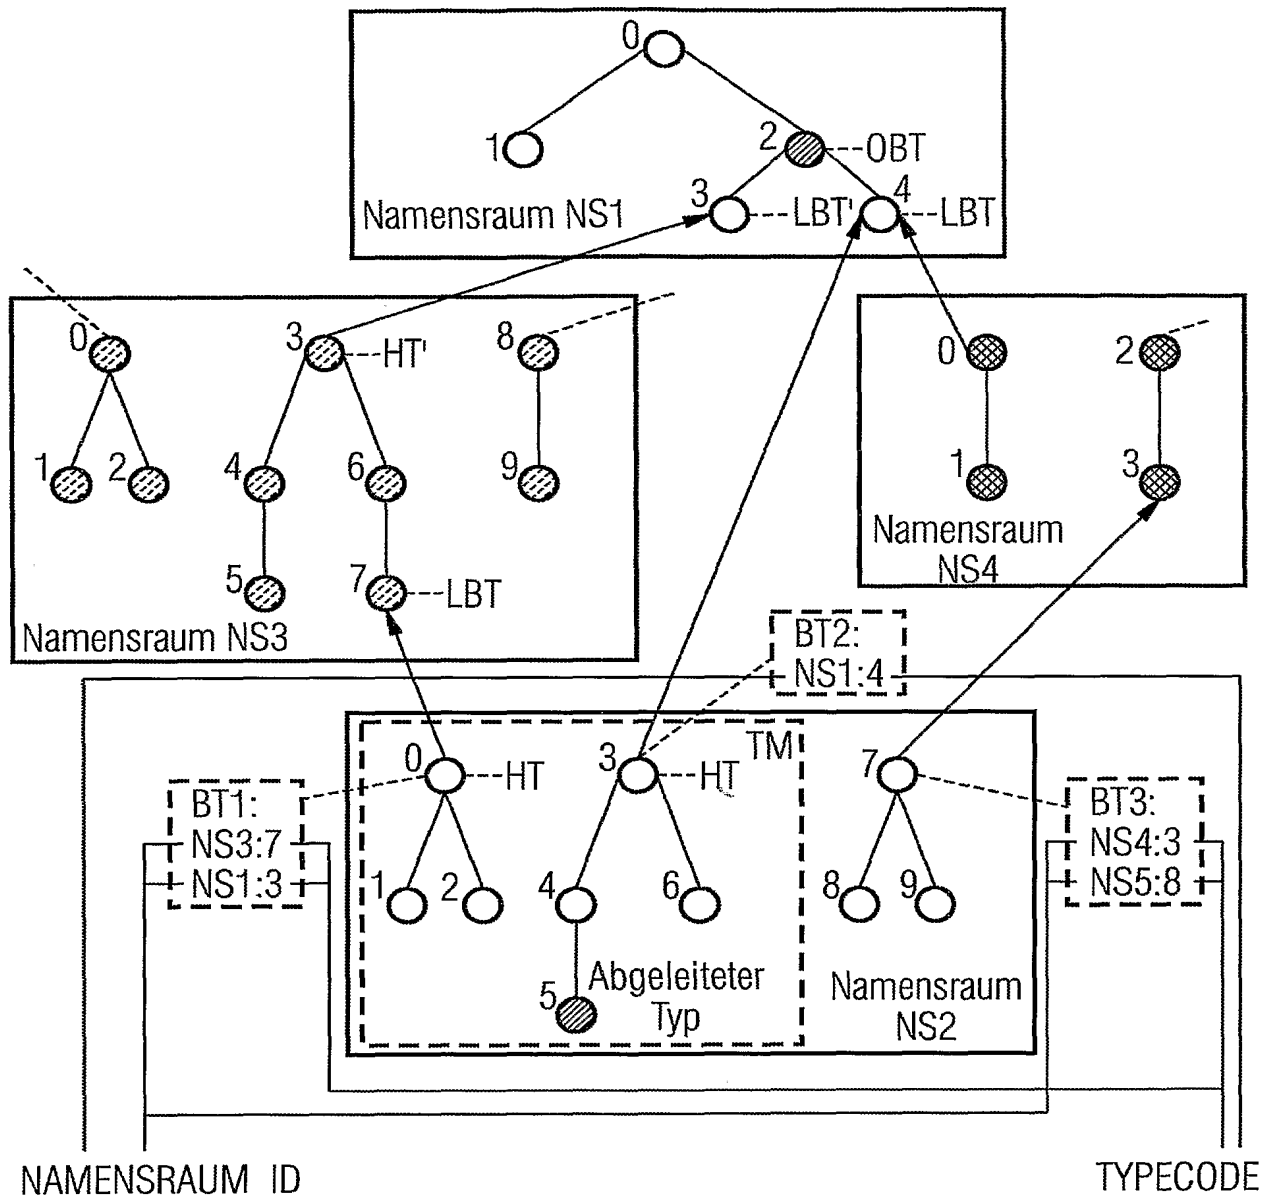 0
1
2
OBT
3
LBT'
4
LBT
Namensraum NS1
0
3
HT'
8
1
2
4
6
9
5
7
LBT
Namensraum NS3
0
2
1
3
Namensraum
NS4
BT2:
NS1:4
TM
0
HT
3
HT
7
BT1:
NS3:7
NS1:3
BT3:
NS4:3
NS5:8
1
2
4
6
8
9
5
Abgeleiteter
Typ
Namensraum
NS2
NAMENSRAUM ID
TYPECODE